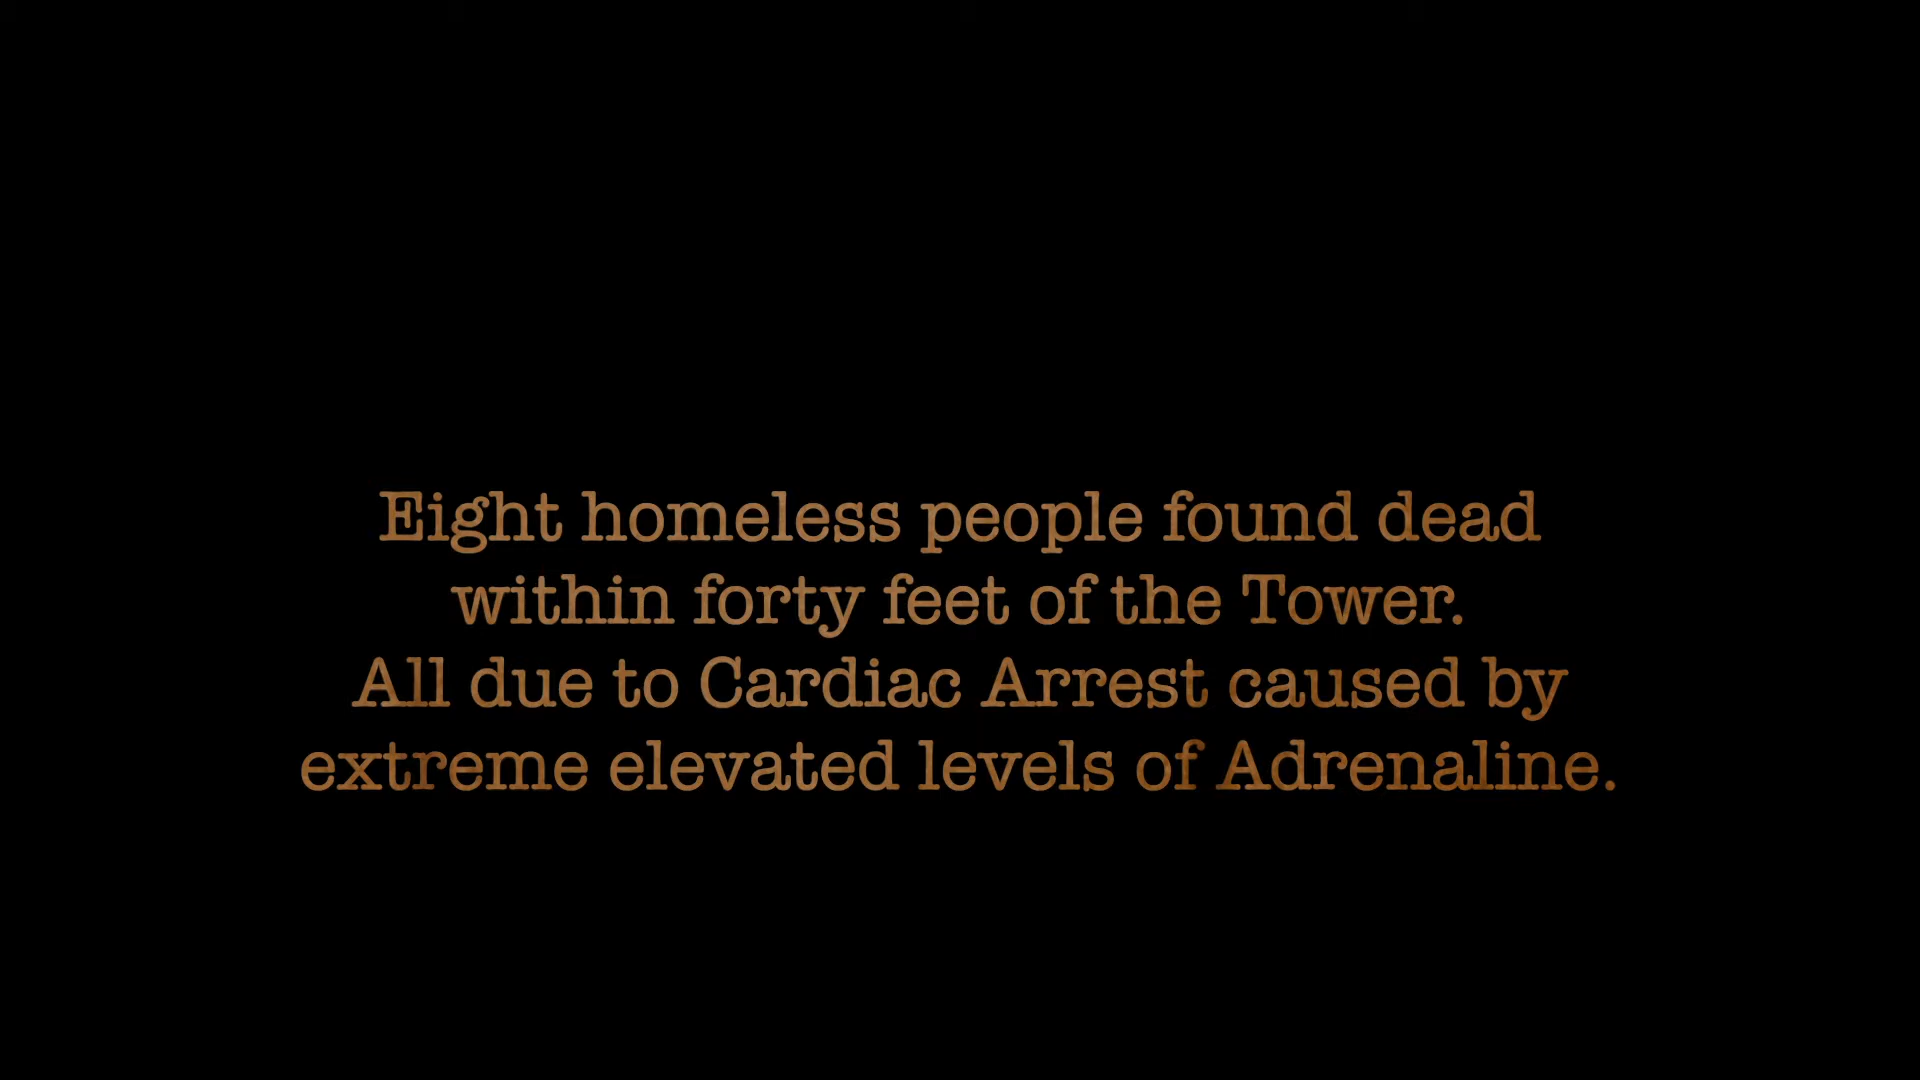 Eight homeless people found dead
within forty feet of the Tower.
All due to Cardiac Arrest caused by
extreme elevated levels of Adrenaline.